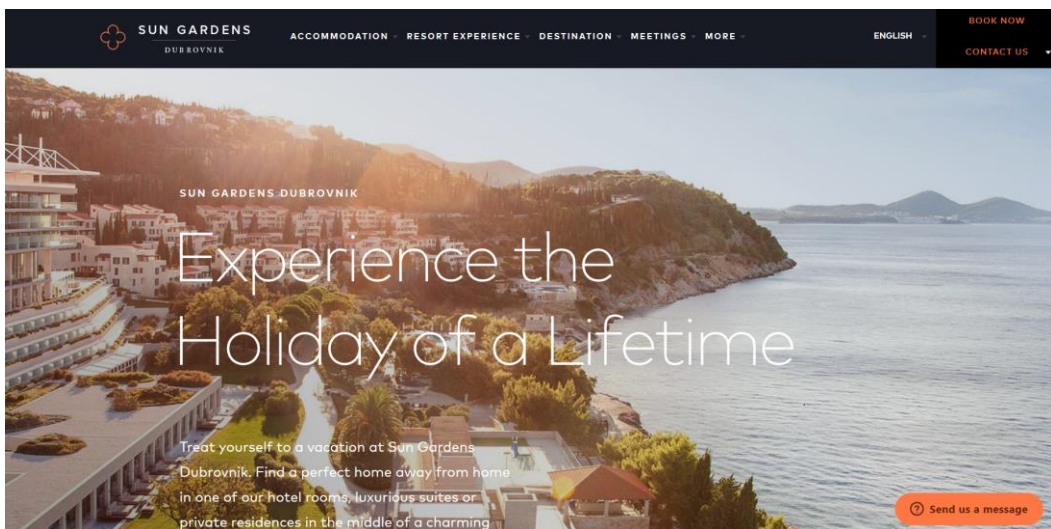 SUN GARDENS
DUBROVNIK
ACCOMMODATION RESORT EXPERIENCE DESTINATION MEETINGS MORE
ENGLISH
BOOK NOW
CONTACT US
SUN GARDENS DUBROVNIK
Experience the
Holiday of a Lifetime
Treat yourself to a vacation at Sun Gardens
Dubrovnik. Find a perfect home away from home
in one of our hotel rooms, luxurious suites or
private residences in the middle of a charming
Send us a message